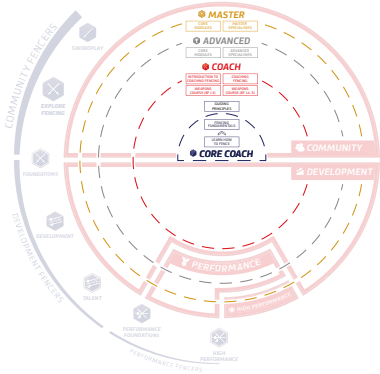 MASTER
CORE MODULES
MASTER SPECIALISMS
ADVANCED
CORE MODULES
ADVANCED SPECIALISMS
COACH
INTRODUCTION TO COACHING FENCING
COACHING FENCING
GUIDING PRINCIPLES
FENCING FUNDAMENTALS
LEARN HOW TO FENCE
CORE COACH
COMMUNITY
DEVELOPMENT
PERFORMANCE
HIGH PERFORMANCE
COMMUNITY FENCERS
SWORDPLAY
EXPLORE
FENCING
FOUNDATIONS
DEVELOPMENT FENCERS
DEVELOPMENT
TALENT
PERFORMANCE
FOUNDATIONS
HIGH
PERFORMANCE
PERFORMANCE FENCERS